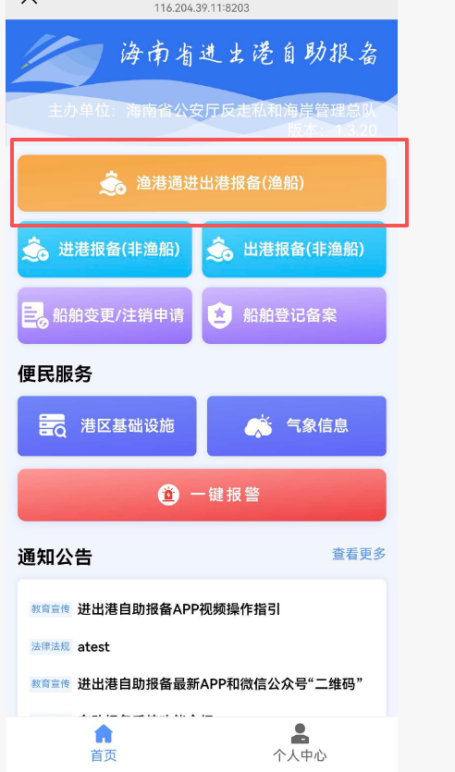 116.204.39.11:8203
海南省进出港自助报备
主办单位：海南省公安厅反走私和海岸管理总队
版本：1.3.20
渔港通进出港报备(渔船)
进港报备(非渔船)
出港报备(非渔船)
船舶变更/注销申请
船舶登记备案
便民服务
港区基础设施
气象信息
一键报警
通知公告
查看更多
教育宣传 进出港自助报备APP视频操作指引
法律法规 atest
教育宣传 进出港自助报备最新APP和微信公众号“二维码”
首页
个人中心